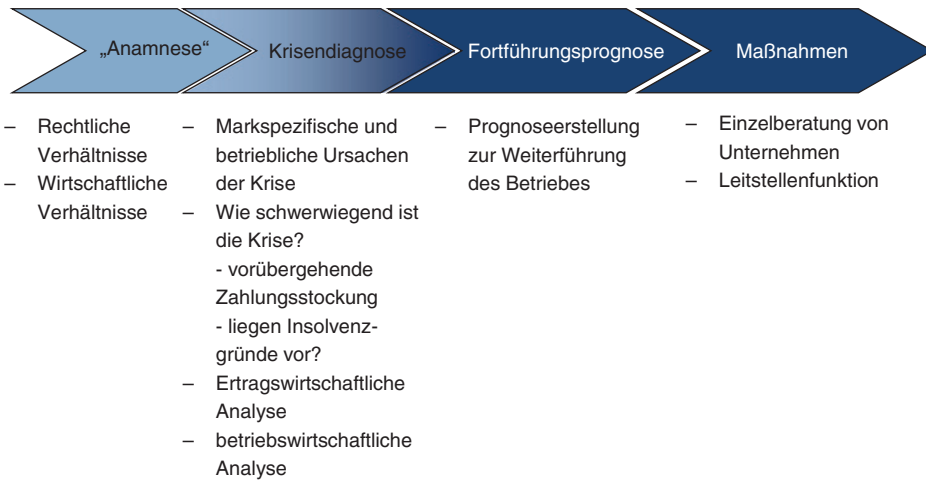 „Anamnese“
Krisendiagnose
Fortführungsprognose
Maßnahmen
– Rechtliche
Verhältnisse
– Wirtschaftliche
Verhältnisse
– Markspezifische und
betriebliche Ursachen
der Krise
– Wie schwerwiegend ist
die Krise?
- vorübergehende
Zahlungsstockung
- liegen Insolvenz-
gründe vor?
– Ertragswirtschaftliche
Analyse
– betriebswirtschaftliche
Analyse
– Prognoseerstellung
zur Weiterführung
des Betriebes
– Einzelberatung von
Unternehmen
– Leitstellenfunktion